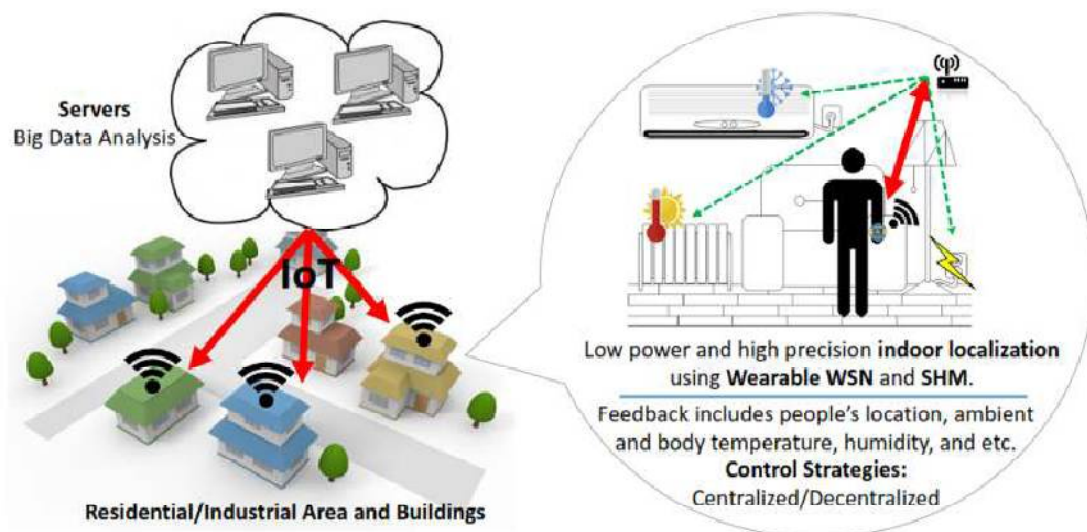 Servers
Big Data Analysis
IoT
Residential/Industrial Area and Buildings
Low power and high precision indoor localization
using Wearable WSN and SHM.
Feedback includes people's location, ambient
and body temperature, humidity, and etc.
Control Strategies:
Centralized/Decentralized